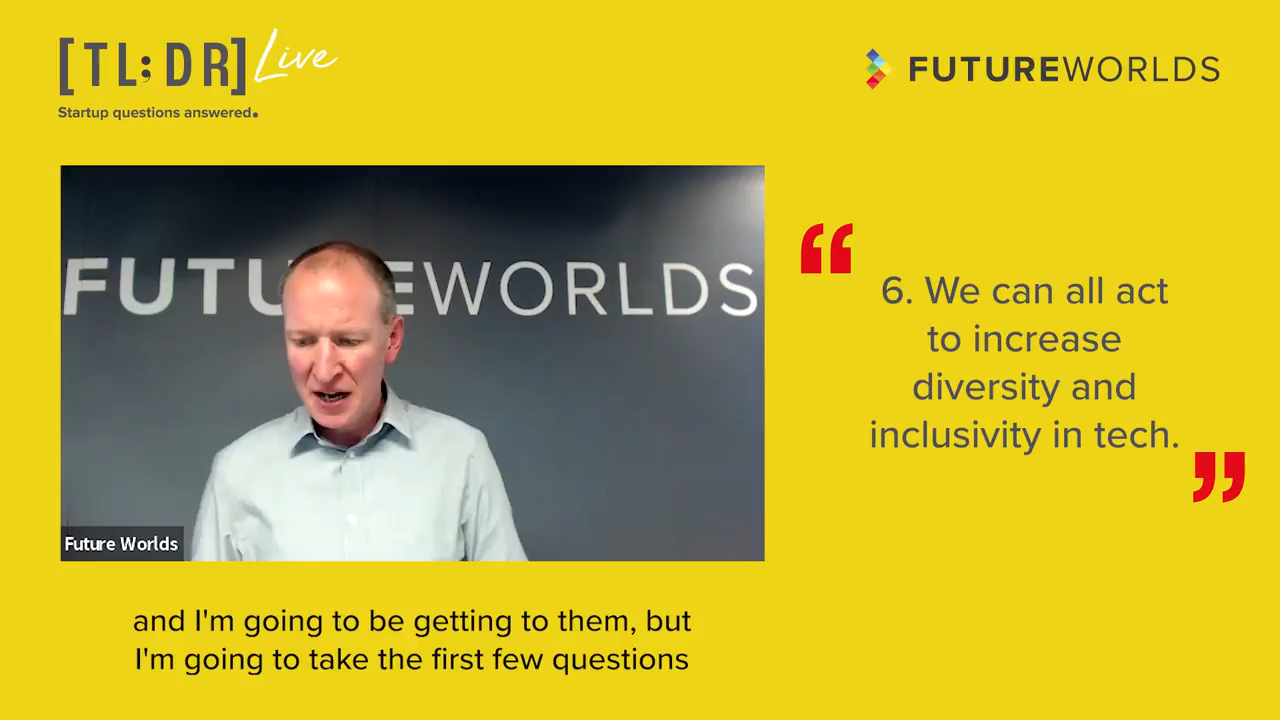 [TL;DR] Live
Startup questions answered.
FUTUREWORLDS
FUTUREWORLDS
“
6. We can all act
to increase
diversity and
inclusivity in tech.
”
Future Worlds
and I'm going to be getting to them, but
I'm going to take the first few questions